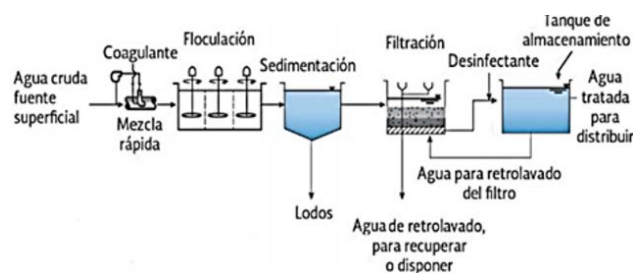 Agua cruda
fuente
superficial
Coagulante
Mezcla
rápida
Floculación
Sedimentación
Lodos
Filtración
Agua de retrolavado,
para recuperar
o disponer
Desinfectante
Agua para retrolavado
del filtro
Tanque de
almacenamiento
Agua
tratada
para
distribuir